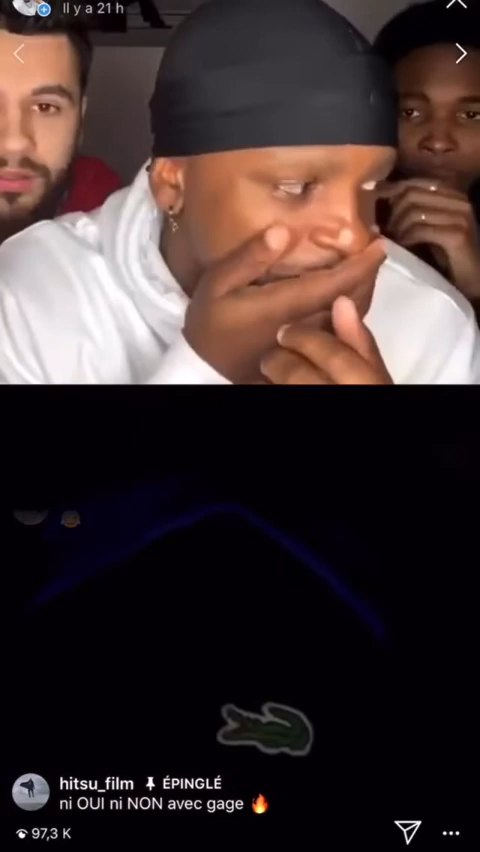 Il y a 21 h
hitsu_film ÉPINGLÉ
ni OUI ni NON avec gage 🔥
97,3 K